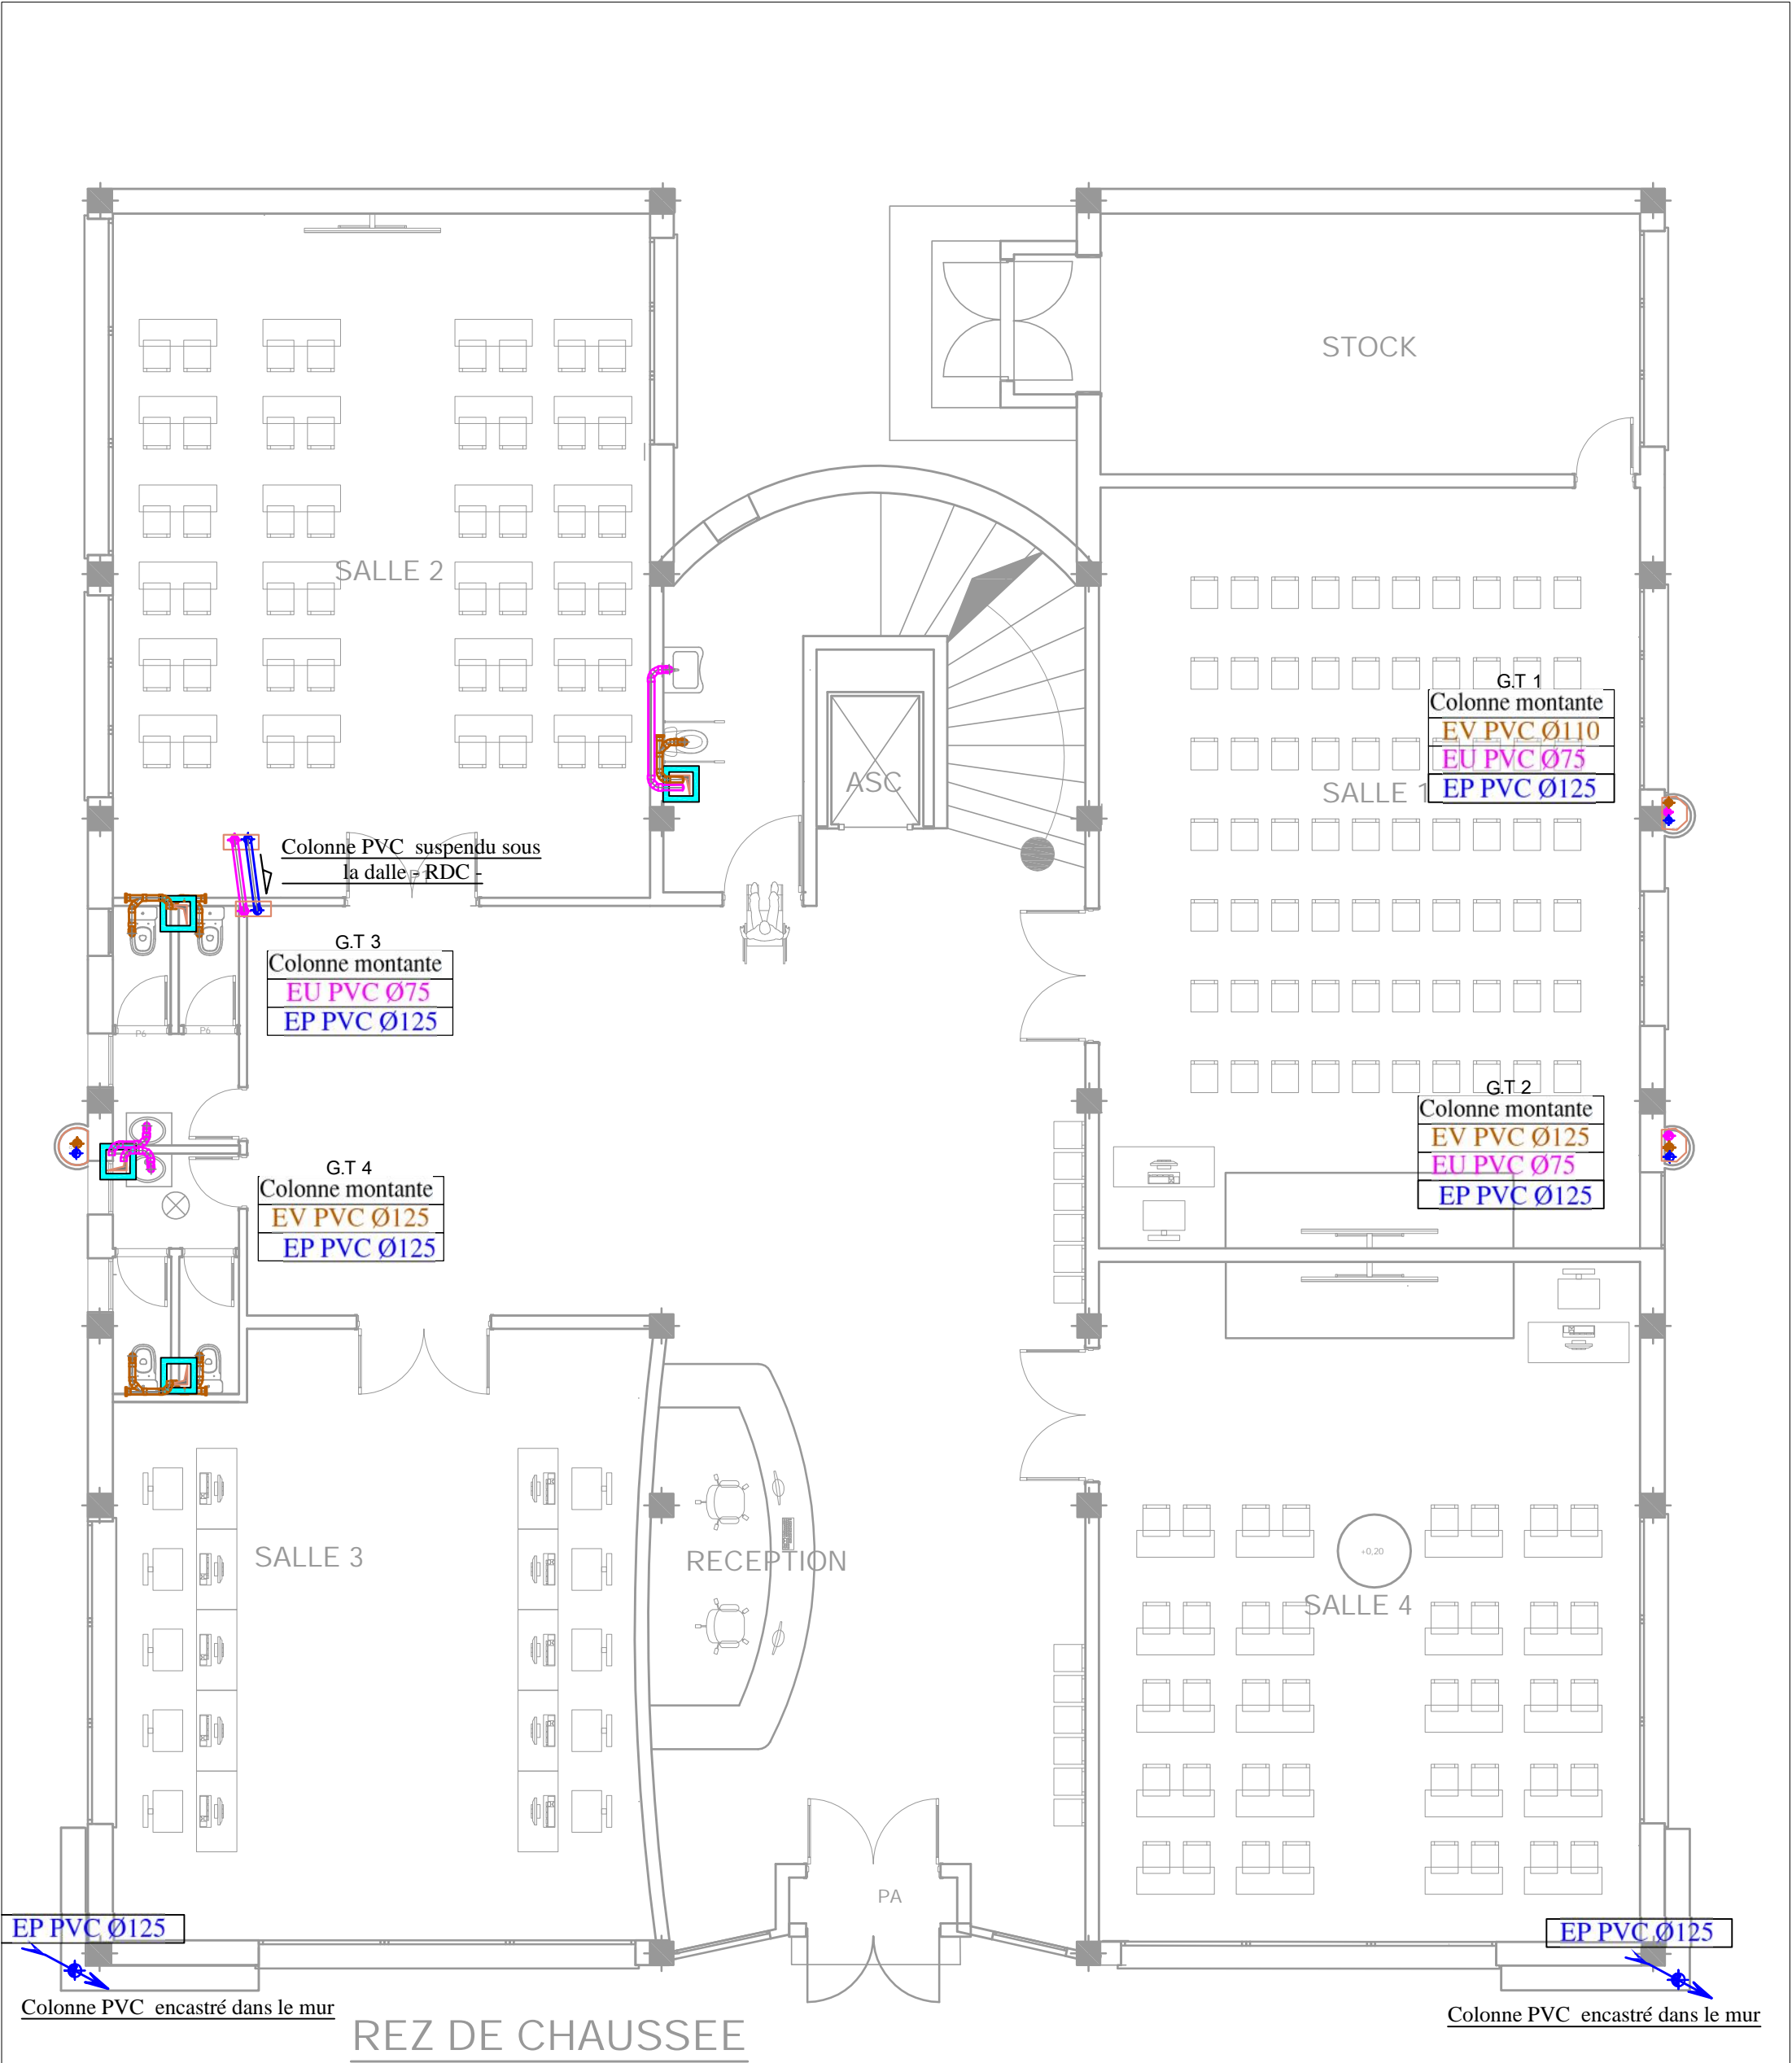 STOCK
SALLE 2
G.T 1
Colonne montante
EV PVC Ø110
EU PVC Ø75
EP PVC Ø125
ASC
SALLE 1
Colonne PVC suspendu sous
la dalle - RDC -
G.T 3
Colonne montante
EU PVC Ø75
EP PVC Ø125
P6
P6
G.T 2
Colonne montante
EV PVC Ø125
EU PVC Ø75
EP PVC Ø125
G.T 4
Colonne montante
EV PVC Ø125
EP PVC Ø125
SALLE 3
RECEPTION
+0,20
SALLE 4
PA
EP PVC Ø125
EP PVC Ø125
Colonne PVC encastré dans le mur
Colonne PVC encastré dans le mur
REZ DE CHAUSSEE